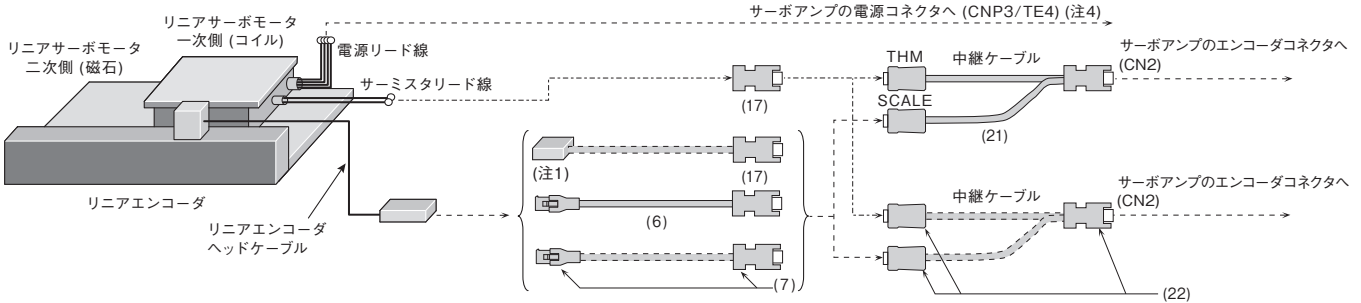 サーボアンプの電源コネクタへ (CNP3/TE4) (注4)
リニアサーボモータ
一次側 (コイル)
電源リード線
リニアサーボモータ
二次側 (磁石)
サーミスタリード線
(17)
THM
中継ケーブル
サーボアンプのエンコーダコネクタへ
(CN2)
SCALE
(21)
(注1)
(17)
(6)
(7)
リニアエンコーダ
リニアエンコーダ
ヘッドケーブル
中継ケーブル
サーボアンプのエンコーダコネクタへ
(CN2)
(22)